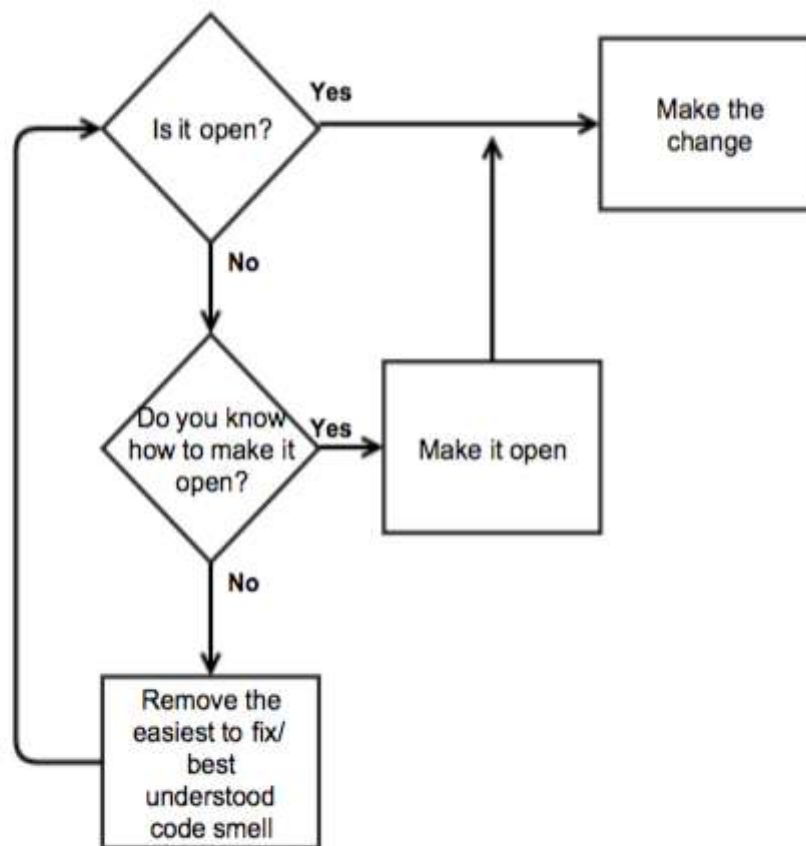 Is it open?
Yes
Make the
change
No
Do you know
how to make it
open?
Yes
Make it open
No
Remove the
easiest to fix/
best
understood
code smell